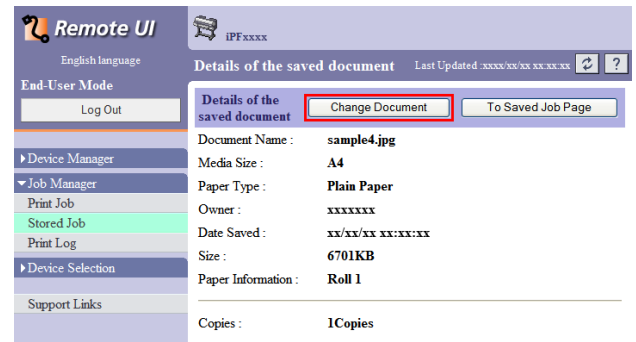 Remote UI
English language
End-User Mode
Log Out
Device Manager
Job Manager
Print Job
Stored Job
Print Log
Device Selection
Support Links
iPFxxxx
Details of the saved document Last Updated :xxxx/xx/xx xx:xx:xx ?
Details of the
saved document Change Document To Saved Job Page
Document Name : sample4.jpg
Media Size : A4
Paper Type : Plain Paper
Owner : xxxxxxx
Date Saved : xx/xx/xx xx:xx:xx
Size : 6701KB
Paper Information : Roll 1
Copies : 1Copies